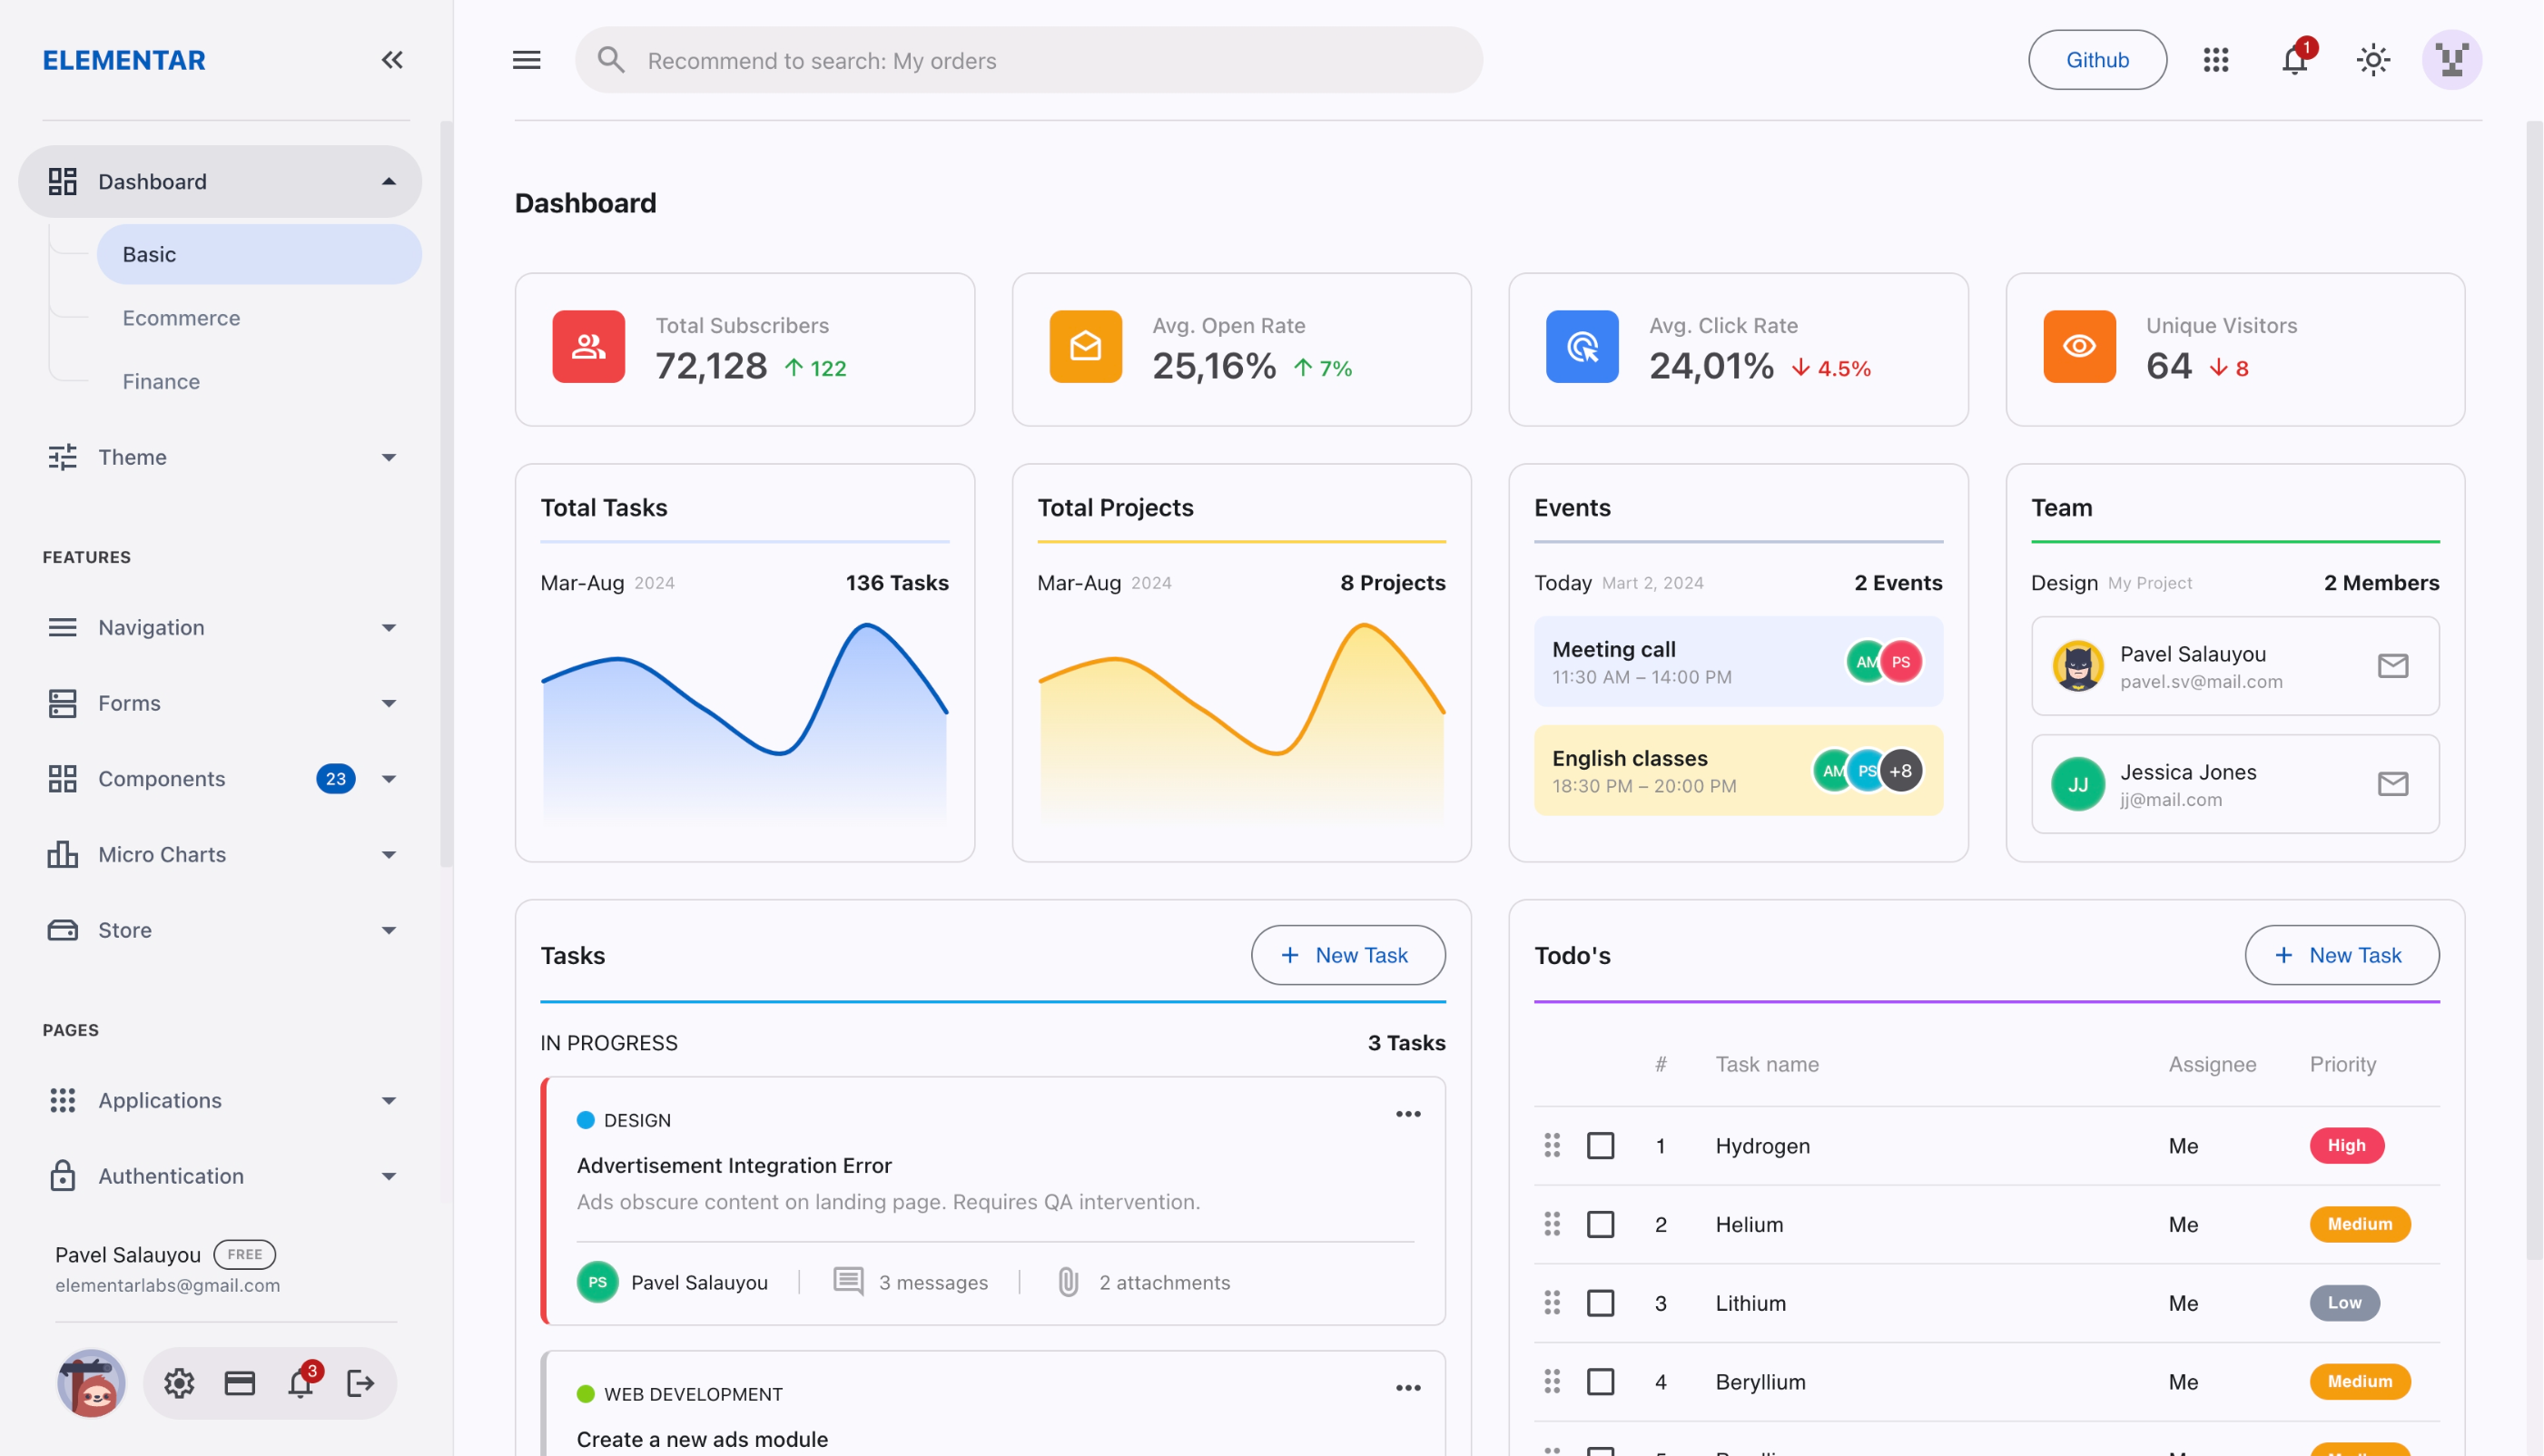 ELEMENTAR
Dashboard
Basic
Ecommerce
Finance
Theme
FEATURES
Navigation
Forms
Components 23
Micro Charts
Store
PAGES
Applications
Authentication
Pavel Salauyou FREE
elementarlabs@gmail.com
3
Recommend to search: My orders
Github
1
Dashboard
Total Subscribers
72,128 122
Avg. Open Rate
25,16% 7%
Avg. Click Rate
24,01% 4.5%
Unique Visitors
64 8
Total Tasks
Mar-Aug 2024 136 Tasks
Total Projects
Mar-Aug 2024 8 Projects
Events
Today Mart 2, 2024 2 Events
Meeting call
11:30 AM – 14:00 PM
AM PS
English classes
18:30 PM – 20:00 PM
AM PS +8
Team
Design My Project 2 Members
Pavel Salauyou
pavel.sv@mail.com
JJ
Jessica Jones
jj@mail.com
Tasks
+ New Task
IN PROGRESS 3 Tasks
DESIGN
Advertisement Integration Error
Ads obscure content on landing page. Requires QA intervention.
PS Pavel Salauyou 3 messages 2 attachments
WEB DEVELOPMENT
Create a new ads module
Todo's
+ New Task
# Task name Assignee Priority
1 Hydrogen Me High
2 Helium Me Medium
3 Lithium Me Low
4 Beryllium Me Medium